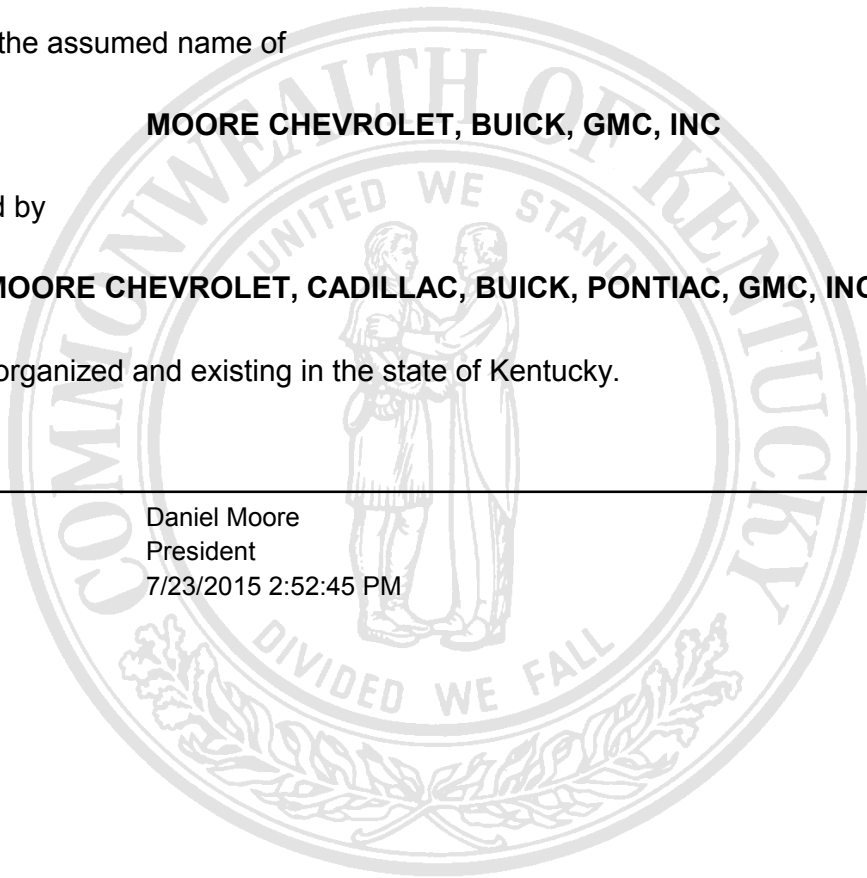 the assumed name of
MOORE CHEVROLET, BUICK, GMC, INC
d by
MOORE CHEVROLET, CADILLAC, BUICK, PONTIAC, GMC, INC
organized and existing in the state of Kentucky.
Daniel Moore
President
7/23/2015 2:52:45 PM
COMMONWEALTH OF KENTUCKY
UNITED WE STAND
DIVIDED WE FALL